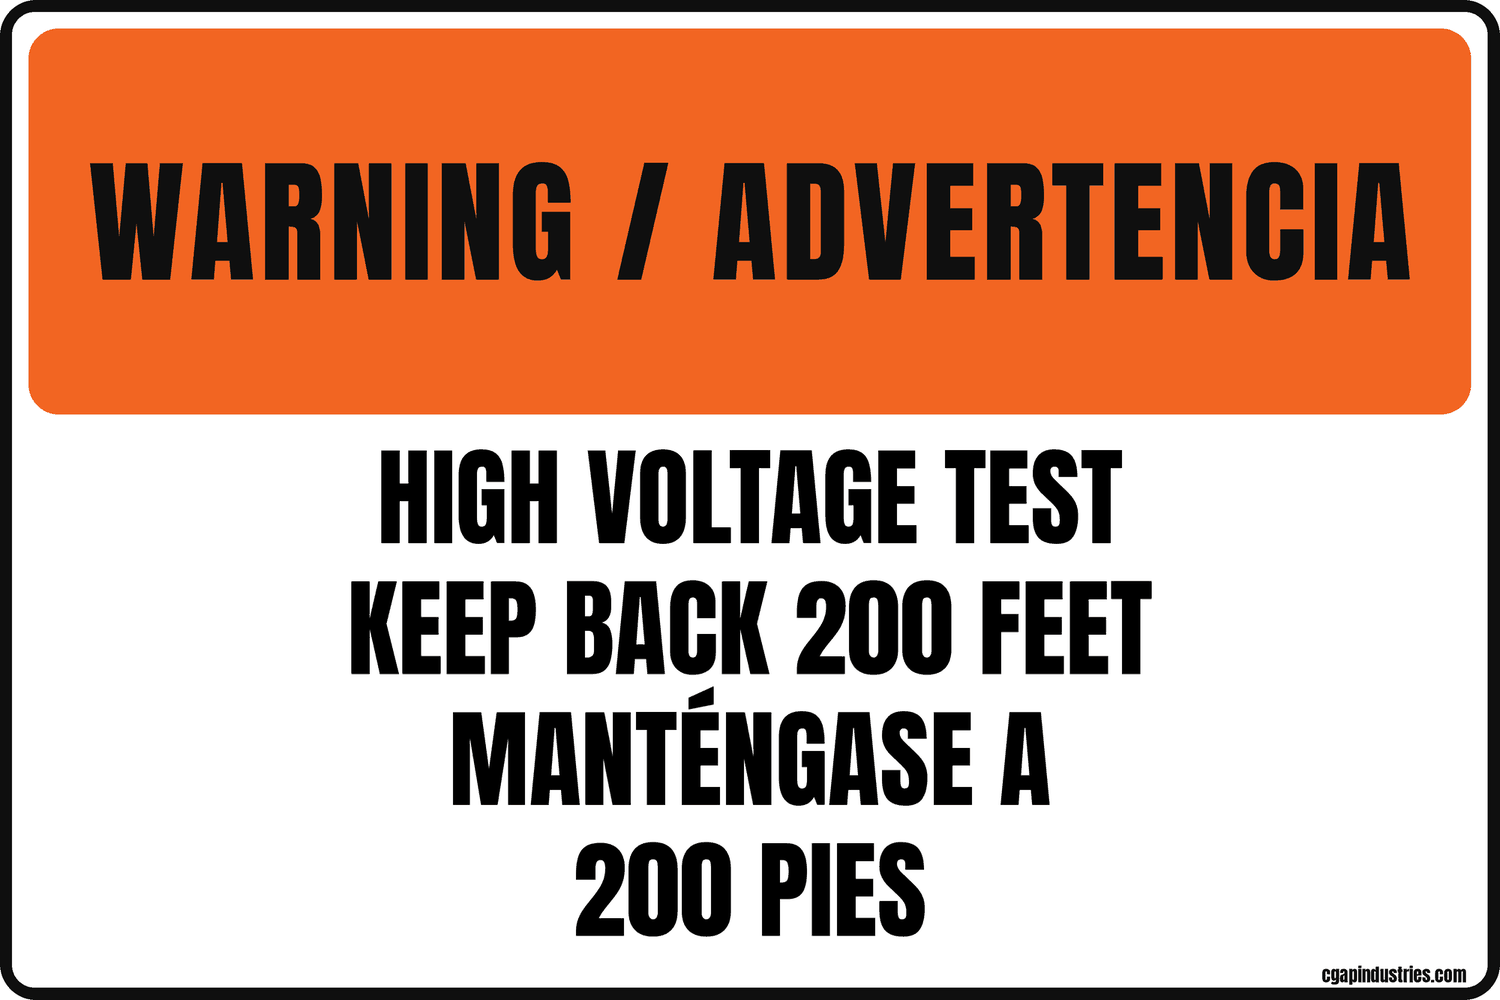 WARNING / ADVERTENCIA
HIGH VOLTAGE TEST
KEEP BACK 200 FEET
MANTÉNGASE A
200 PIES
cgapindustries.com